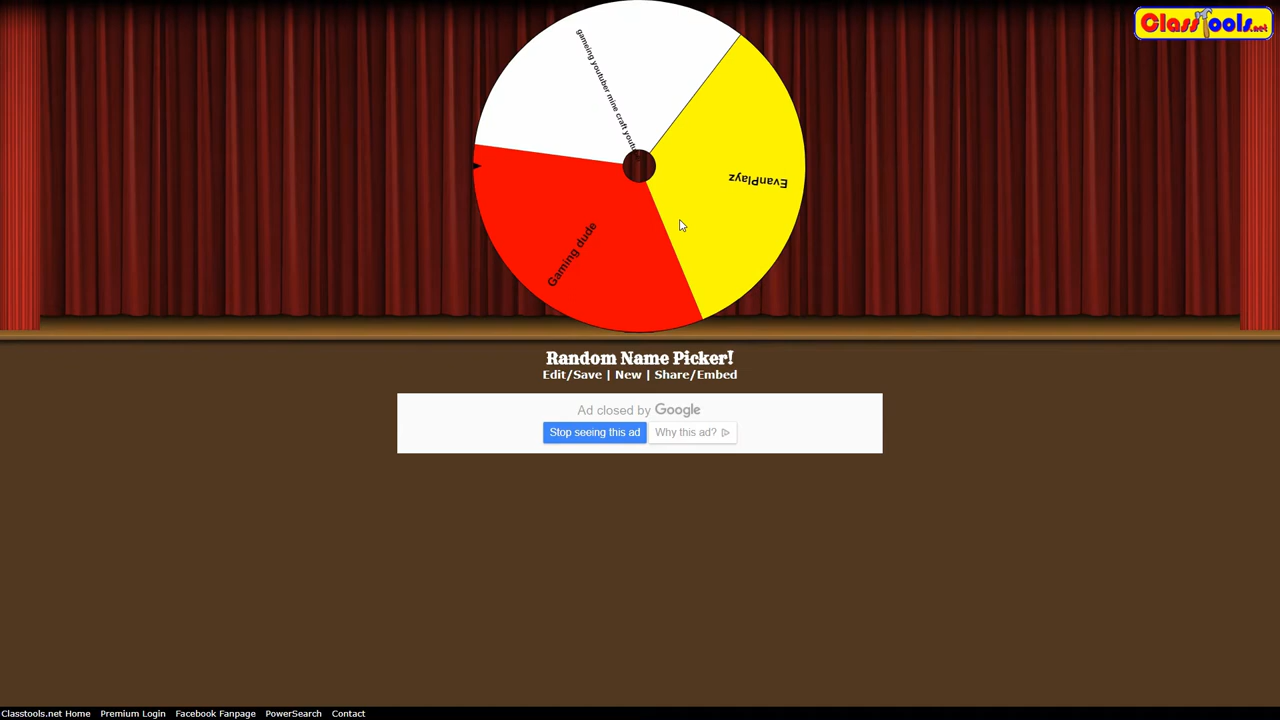 ClassTools.net
gameing youtuber mine craft youtu
EvanPlayz
Gaming dude
Random Name Picker!
Edit/Save | New | Share/Embed
Ad closed by Google
Stop seeing this ad
Why this ad?
Classtools.net Home Premium Login Facebook Fanpage PowerSearch Contact